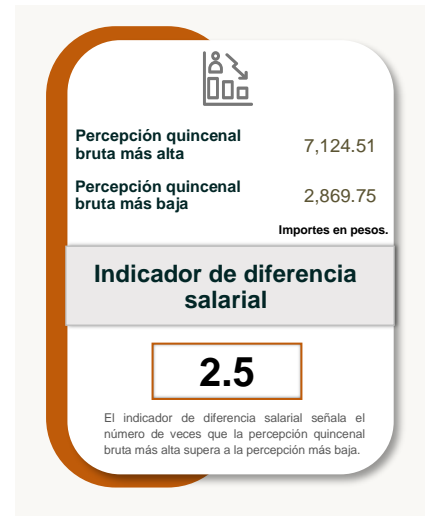 Percepción quincenal
bruta más alta
7,124.51
Percepción quincenal
bruta más baja
2,869.75
Importes en pesos.
Indicador de diferencia
salarial
2.5
El indicador de diferencia salarial señala el
número de veces que la percepción quincenal
bruta más alta supera a la percepción más baja.